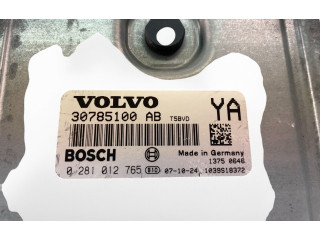 VOLVO YA
30785100 AB T5BVD
BOSCH Made in Germany
1375 0646
0 281 012 765 E10 07-10-24, 1039S18372